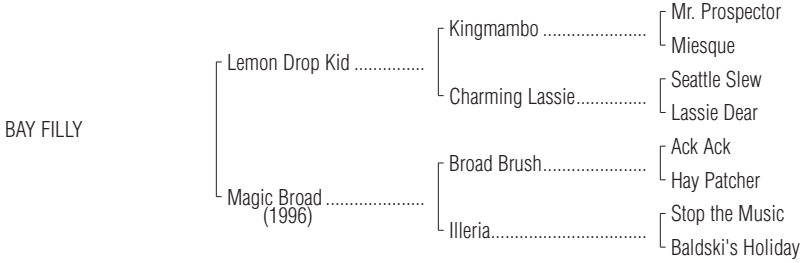 Mr. Prospector
Kingmambo ......................
Miesque
Lemon Drop Kid ...............
Seattle Slew
Charming Lassie...............
Lassie Dear
BAY FILLY
Ack Ack
Broad Brush......................
Hay Patcher
Magic Broad .....................
(1996)
Stop the Music
Illeria.................................
Baldski's Holiday